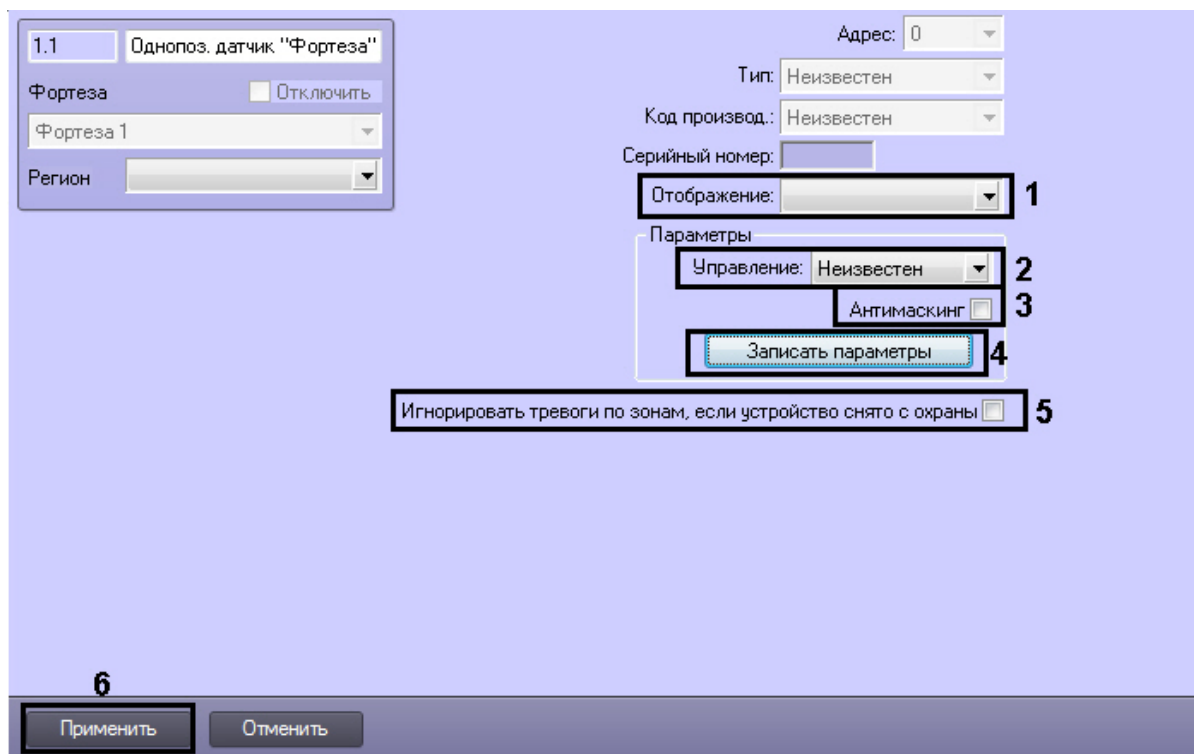 1.1 Однопоз. датчик "Фортеза"
Фортеза Отключить
Фортеза 1
Регион
Адрес: 0
Тип: Неизвестен
Код производ.: Неизвестен
Серийный номер:
Отображение: 1
Параметры
Управление: Неизвестен 2
Антимаскинг 3
Записать параметры 4
Игнорировать тревоги по зонам, если устройство снято с охраны 5
6
Применить Отменить